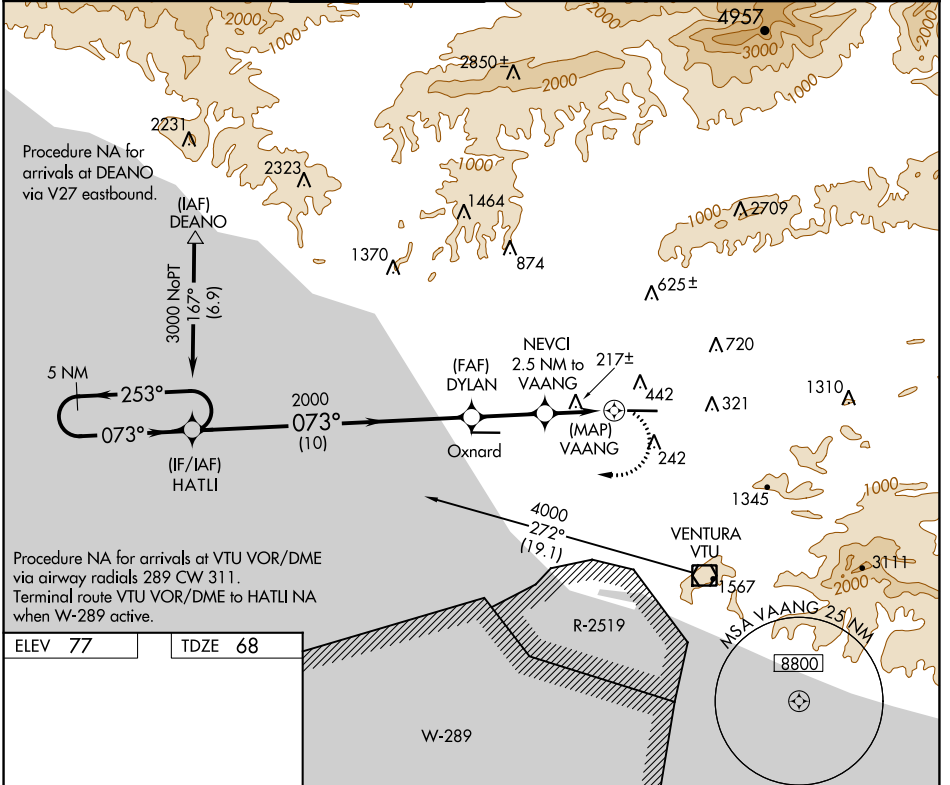 4957
3000
2000
1000
2000
1000
2000
1000
2850±
2000
2231
2323
Procedure NA for
arrivals at DEANO
via V27 eastbound.
(IAF)
DEANO
1000
1464
874
1370
1000
2709
625±
3000 NoPT
167°
(6.9)
720
NEVCI
2.5 NM to
VAANG
217±
(FAF)
DYLAN
442
321
1310
5 NM
253°
073°
2000
073°
(10)
(IF/IAF)
HATLI
Oxnard
(MAP)
VAANG
242
1345
1000
4000
272°
(19.1)
VENTURA
VTU
1567
3111
2000
Procedure NA for arrivals at VTU VOR/DME
via airway radials 289 CW 311.
Terminal route VTU VOR/DME to HATLI NA
when W-289 active.
ELEV 77
TDZE 68
R-2519
W-289
MSA VAANG 25 NM
8800